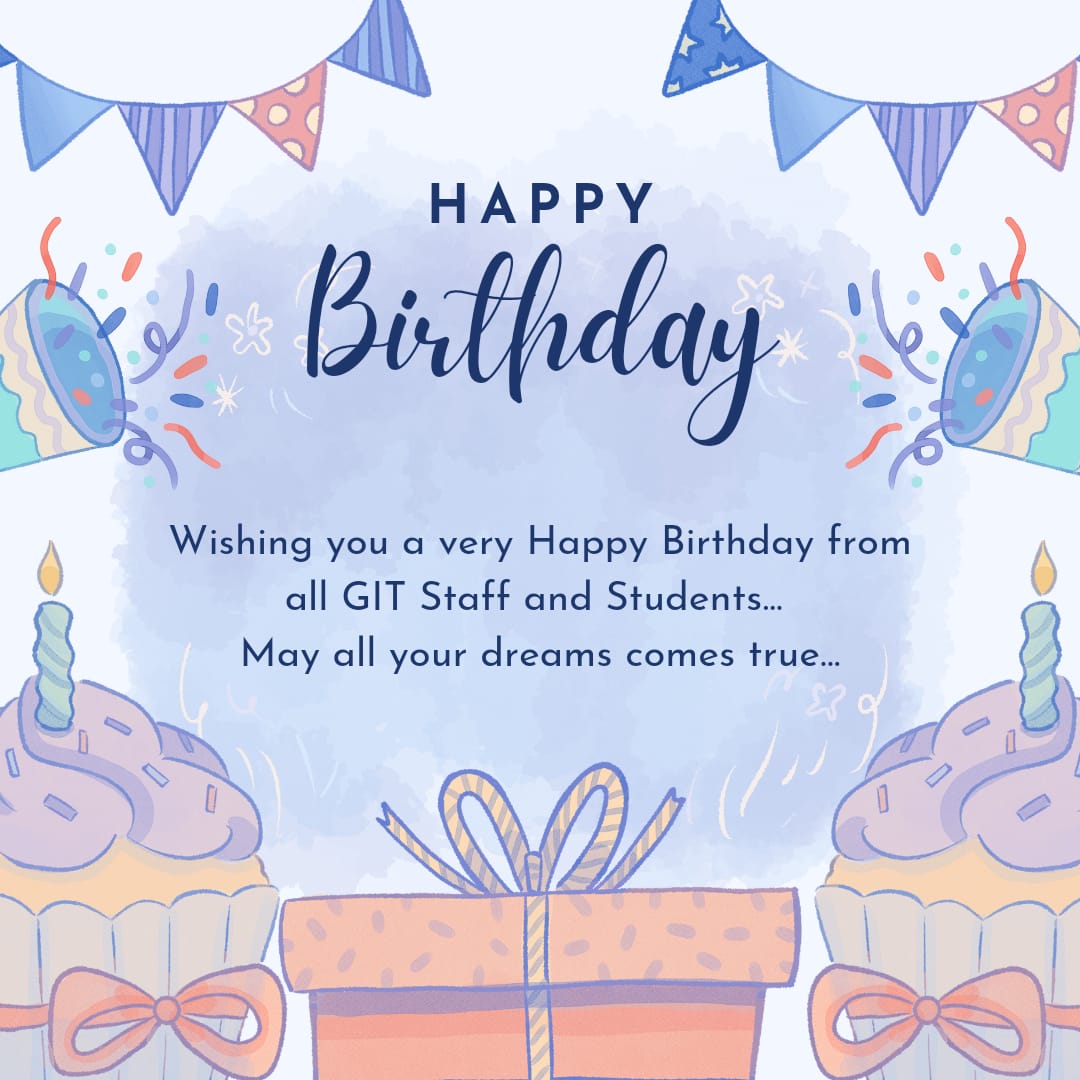 HAPPY
Birthday
Wishing you a very Happy Birthday from
all GIT Staff and Students...
May all your dreams comes true...